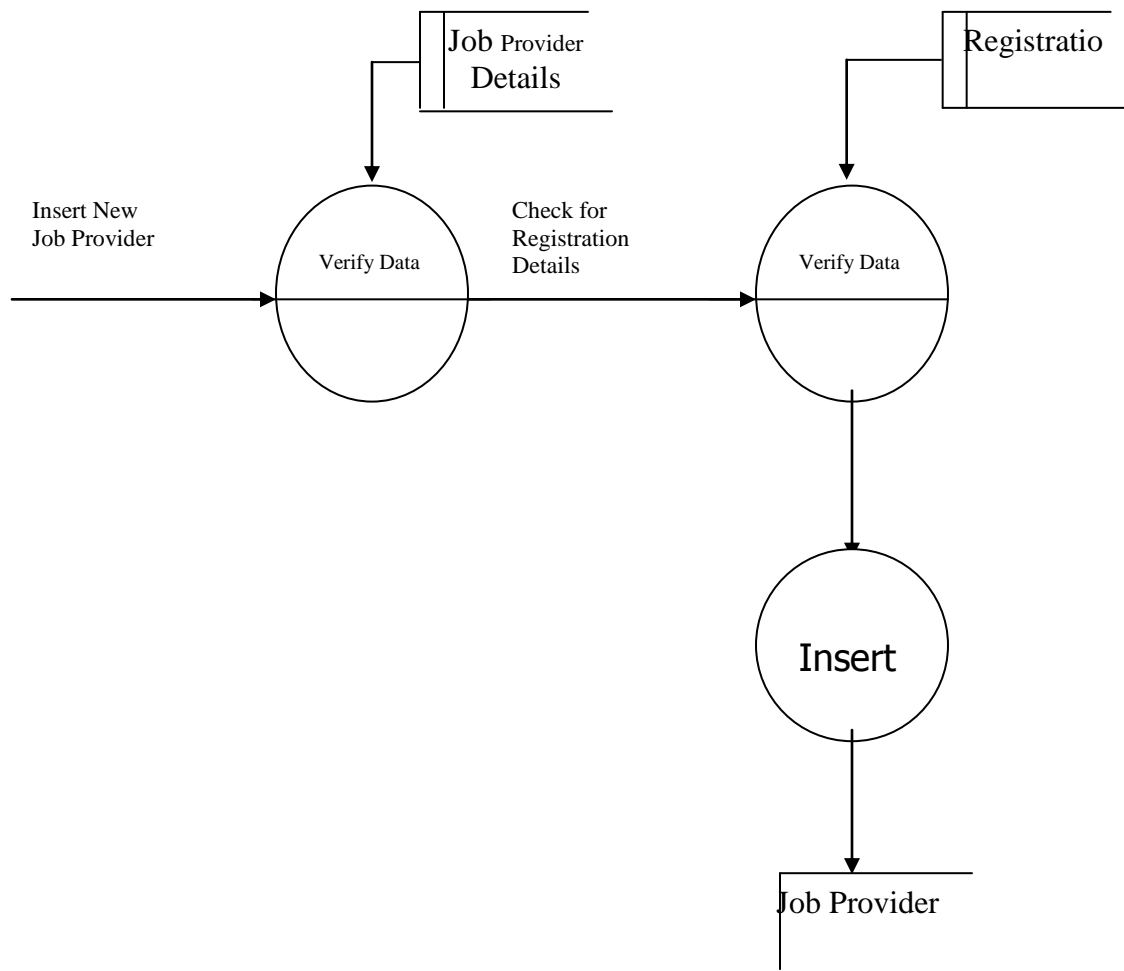 Job Provider
Details
Registratio
Insert New
Job Provider
Verify Data
Check for
Registration
Details
Verify Data
Insert
Job Provider